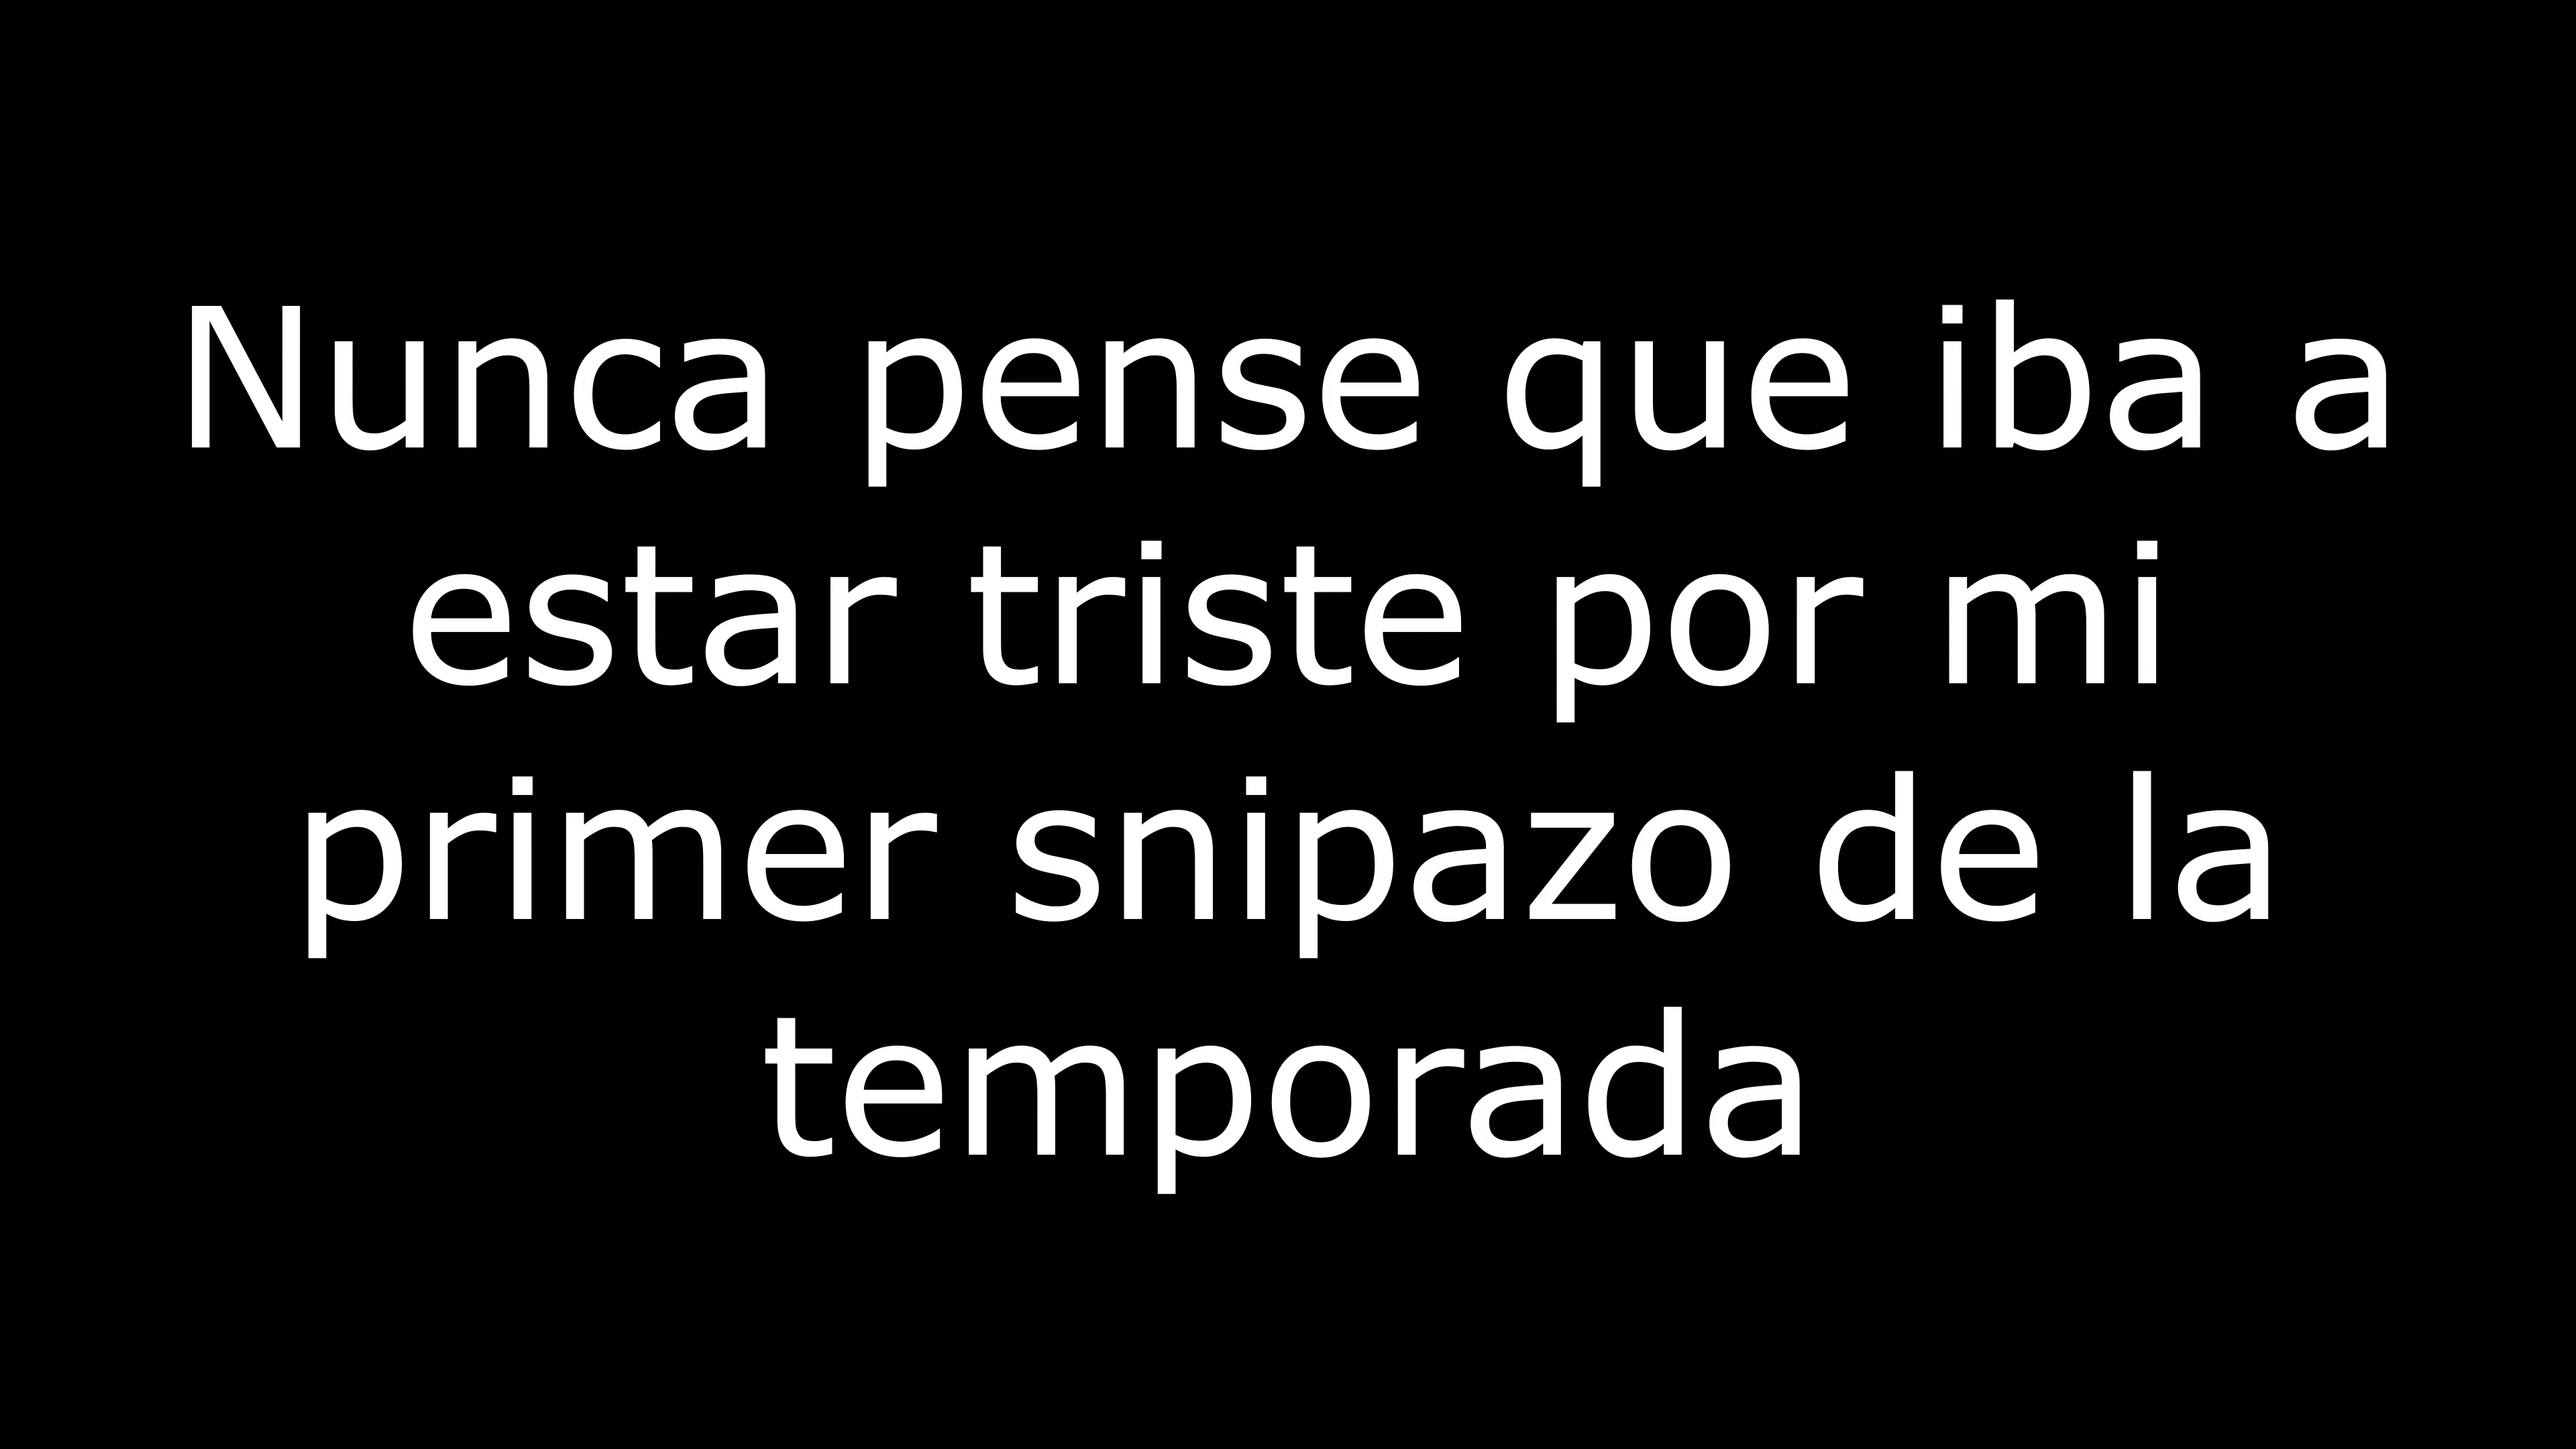 Nunca pense que iba a
estar triste por mi
primer snipazo de la
temporada